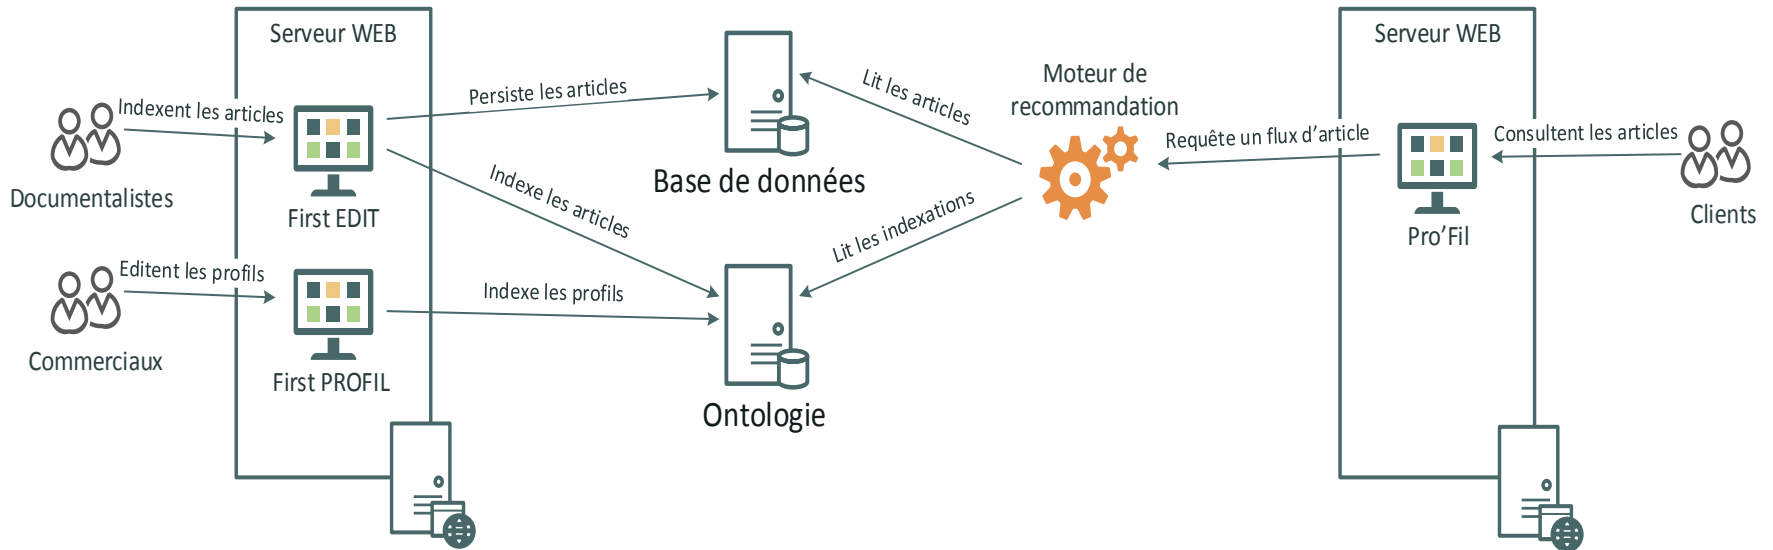 Serveur WEB
Serveur WEB
Indexent les articles
Persiste les articles
Lit les articles
Moteur de
recommandation
Requête un flux d’article
Consultent les articles
Documentalistes
First EDIT
Indexe les articles
Base de données
Lit les indexations
Pro’Fil
Clients
Editent les profils
Indexe les profils
Commerciaux
First PROFIL
Ontologie